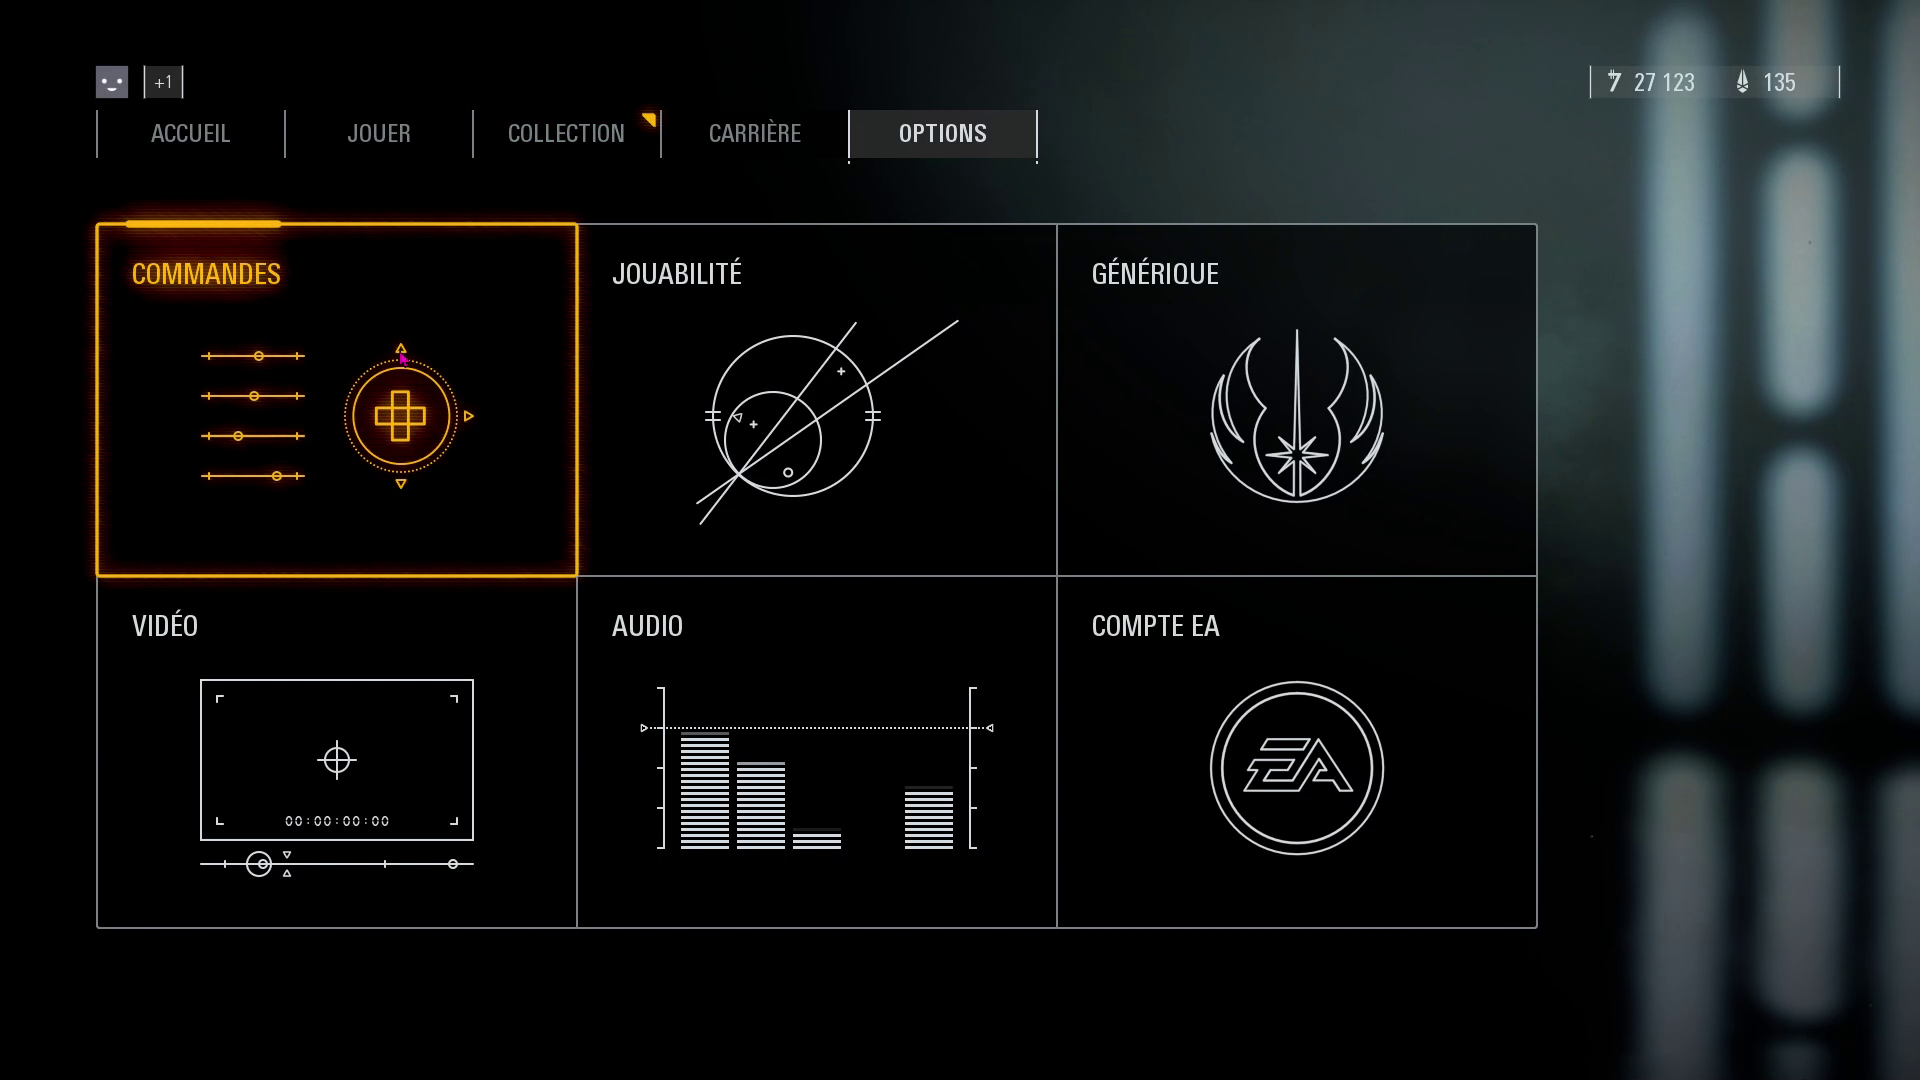 +1
27 123
135
ACCUEIL
JOUER
COLLECTION
CARRIÈRE
OPTIONS
COMMANDES
JOUABILITÉ
GÉNÉRIQUE
VIDÉO
AUDIO
COMPTE EA
00:00:00:00
EA